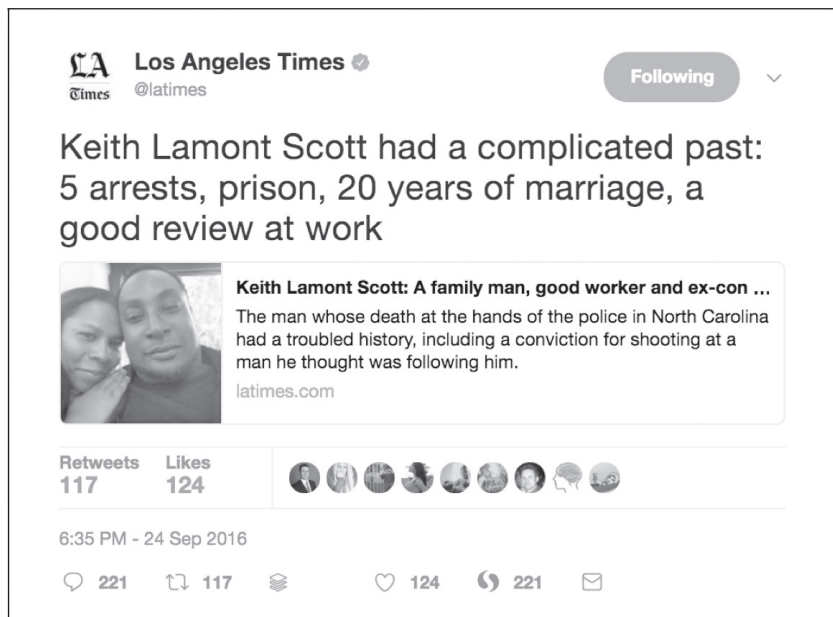 LA
Times
Los Angeles Times
@latimes
Following
Keith Lamont Scott had a complicated past:
5 arrests, prison, 20 years of marriage, a
good review at work
Keith Lamont Scott: A family man, good worker and ex-con ...
The man whose death at the hands of the police in North Carolina
had a troubled history, including a conviction for shooting at a
man he thought was following him.
latimes.com
Retweets Likes
117 124
6:35 PM - 24 Sep 2016
221 117 124 221